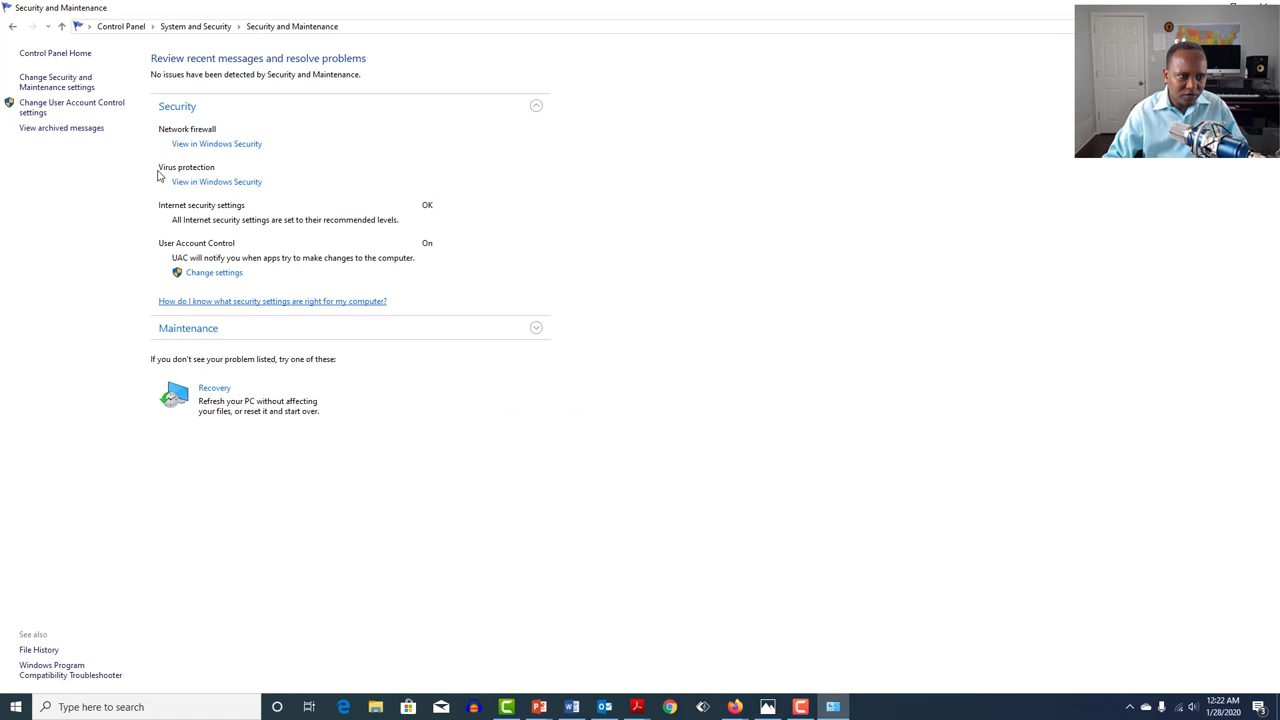 Security and Maintenance
Control Panel > System and Security > Security and Maintenance
Control Panel Home
Change Security and
Maintenance settings
Change User Account Control
settings
View archived messages
Review recent messages and resolve problems
No issues have been detected by Security and Maintenance.
Security
Network firewall
View in Windows Security
Virus protection
View in Windows Security
Internet security settings OK
All Internet security settings are set to their recommended levels.
User Account Control On
UAC will notify you when apps try to make changes to the computer.
Change settings
How do I know what security settings are right for my computer?
Maintenance
If you don't see your problem listed, try one of these:
Recovery
Refresh your PC without affecting
your files, or reset it and start over.
See also
File History
Windows Program
Compatibility Troubleshooter
Type here to search
12:22 AM
1/28/2020
3